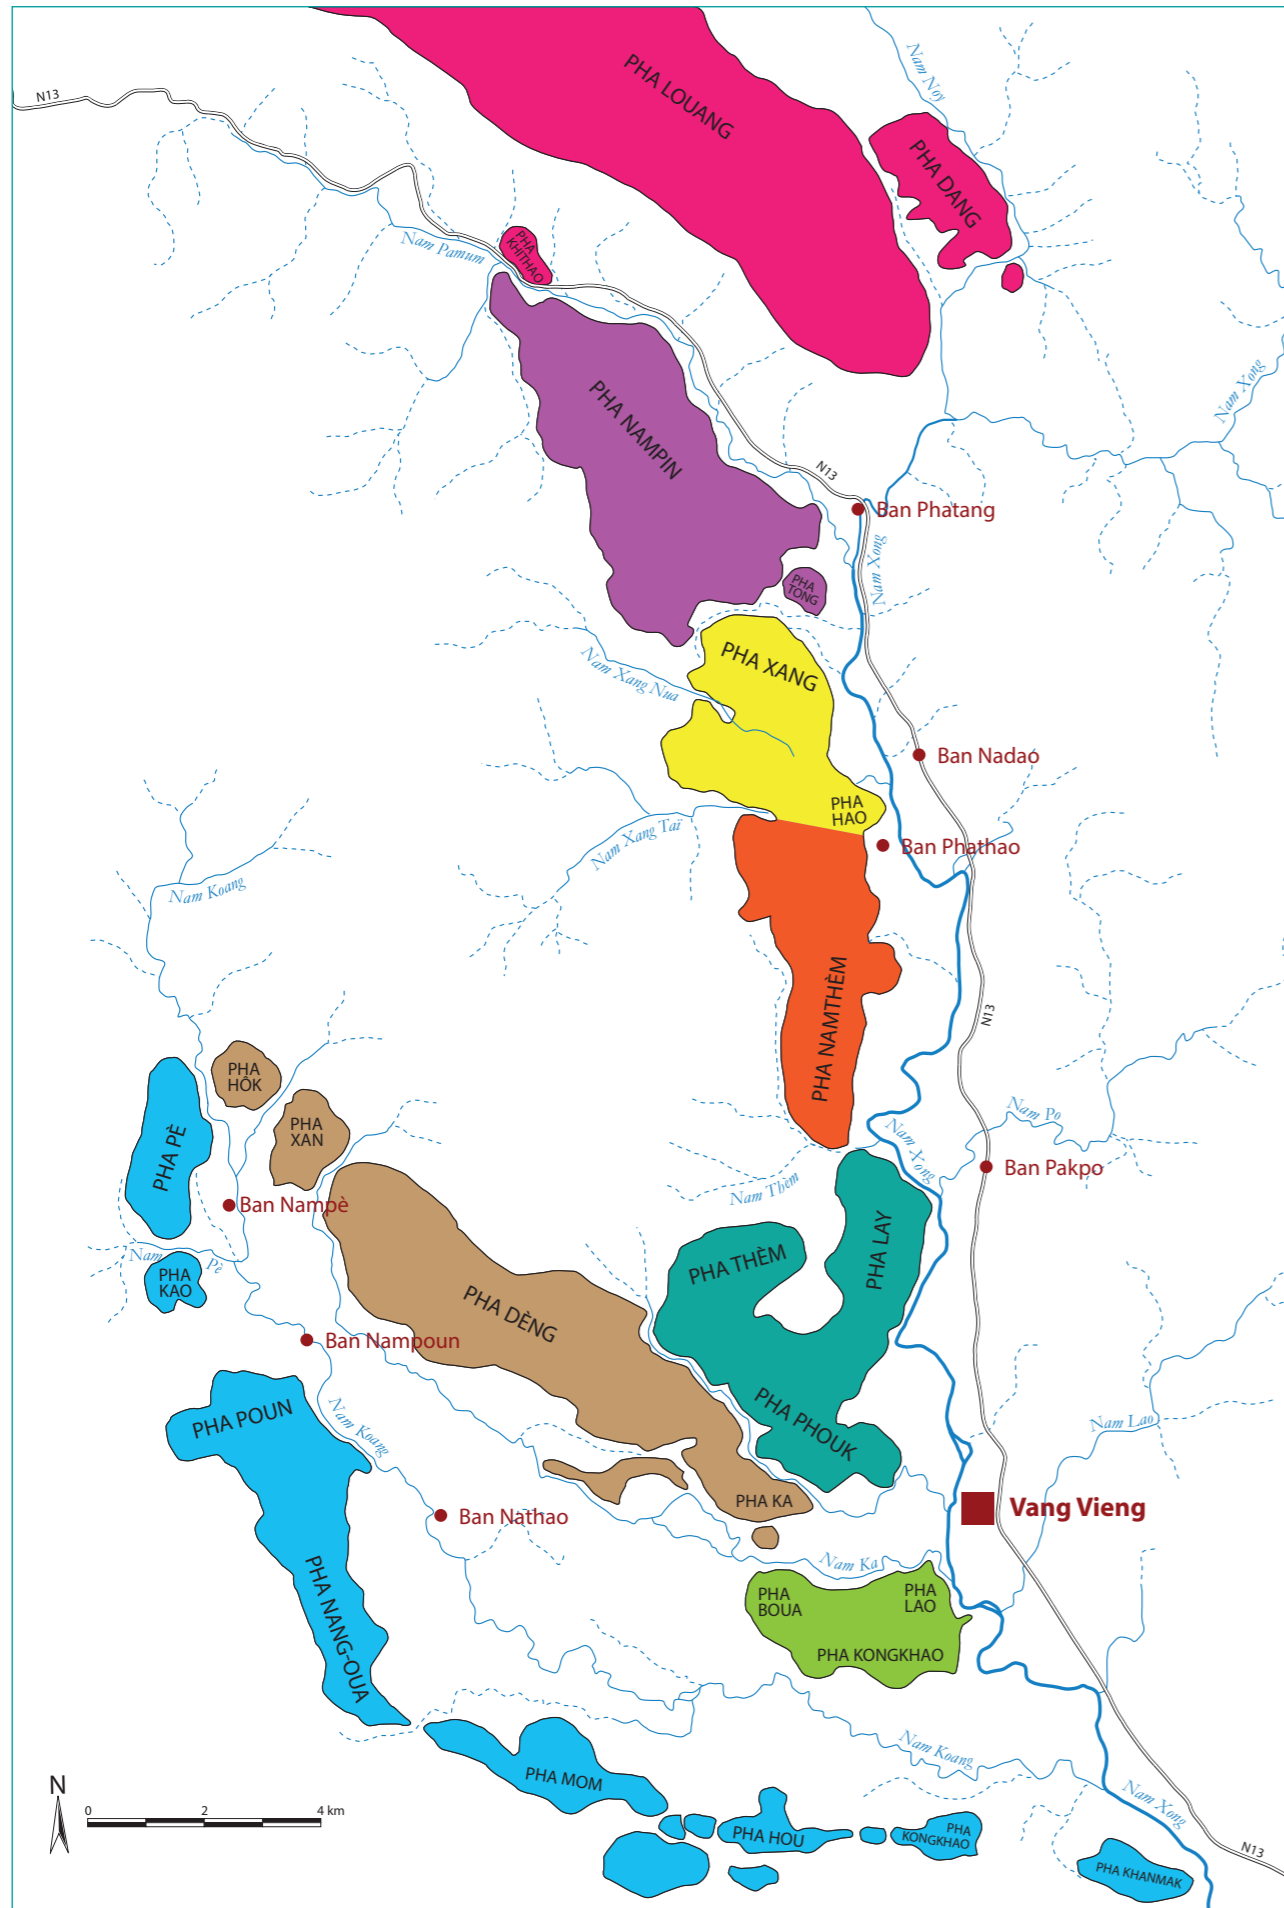 N13
PHA LOUANG
Nam Noy
PHA DANG
Nam Pamum
PHA
KHITHAO
Nam Xong
PHA NAMPIN
N13
Ban Phatang
Nam Xong
PHA
TONG
PHA XANG
Nam Xang Nua
Ban Nadao
PHA
HAO
Nam Xang Taï
Ban Phathao
Nam Koang
PHA NAMTHÈM
N13
PHA
HÔK
PHA
XAN
PHA PÈ
Nam Po
Nam Xong
Ban Pakpo
Nam Thèm
Ban Nampè
Nam Pè
PHA
KAO
PHA THÈM
PHA LAY
PHA DÈNG
Ban Nampoun
PHA POUN
Nam Koang
PHA PHOUK
Nam Lao
PHA KA
Vang Vieng
Ban Nathao
Nam Ka
PHA
BOUA
PHA
LAO
PHA NANG-OUA
PHA KONGKHAO
Nam Koang
PHA MOM
N
0 2 4 km
Nam Xong
PHA HOU
PHA
KONGKHAO
N13
PHA KHANMAK